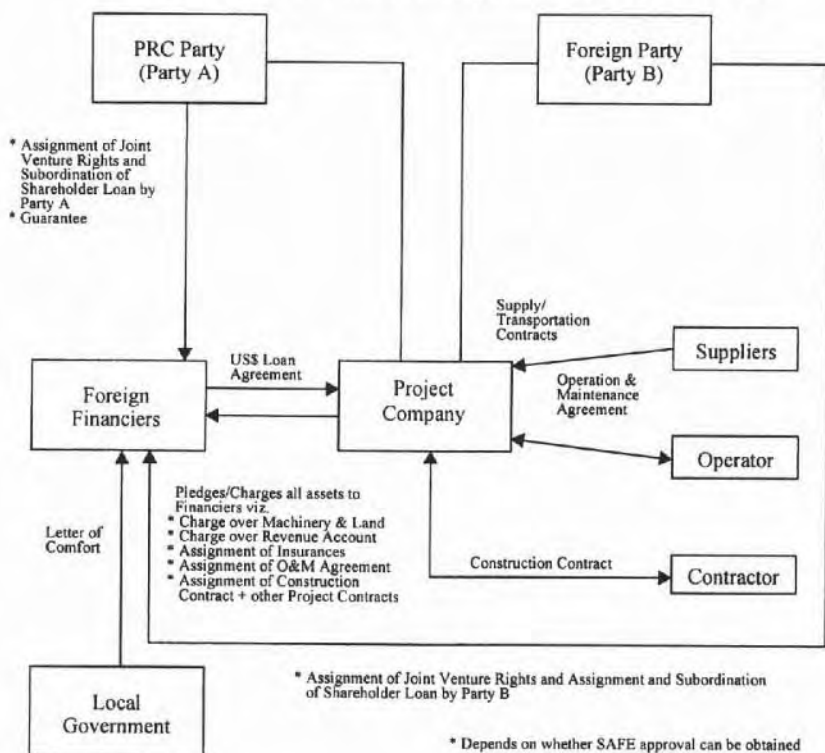 PRC Party
(Party A)
Foreign Party
(Party B)
* Assignment of Joint
Venture Rights and
Subordination of
Shareholder Loan by
Party A
* Guarantee
Supply/
Transportation
Contracts
US$ Loan
Agreement
Suppliers
Foreign
Financiers
Project
Company
Operation &
Maintenance
Agreement
Operator
Pledges/Charges all assets to
Financiers viz.
* Charge over Machinery & Land
* Charge over Revenue Account
* Assignment of Insurances
* Assignment of O&M Agreement
* Assignment of Construction
Contract + other Project Contracts
Letter of
Comfort
Construction Contract
Contractor
* Assignment of Joint Venture Rights and Assignment and Subordination
of Shareholder Loan by Party B
Local
Government
* Depends on whether SAFE approval can be obtained